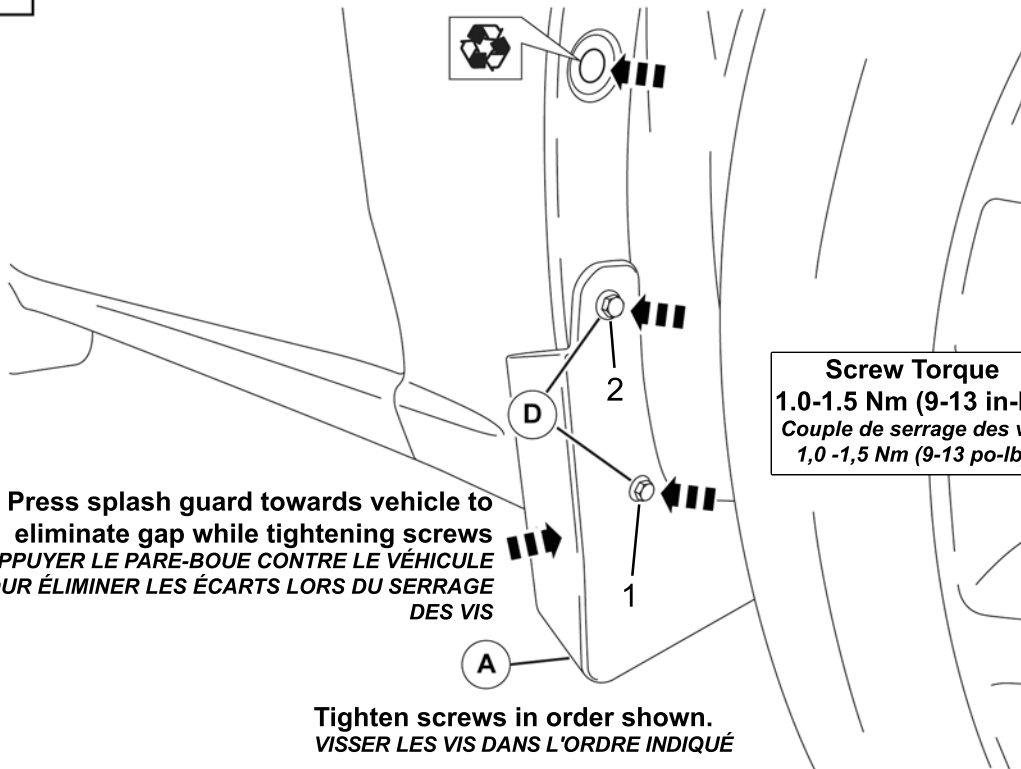 2
D
Screw Torque
1.0-1.5 Nm (9-13 in-
Couple de serrage des
1,0 -1,5 Nm (9-13 po-lb
Press splash guard towards vehicle to
eliminate gap while tightening screws
PPUYER LE PARE-BOUE CONTRE LE VÉHICULE
UR ÉLIMINER LES ÉCARTS LORS DU SERRAGE
DES VIS
1
A
Tighten screws in order shown.
VISSER LES VIS DANS L'ORDRE INDIQUÉ